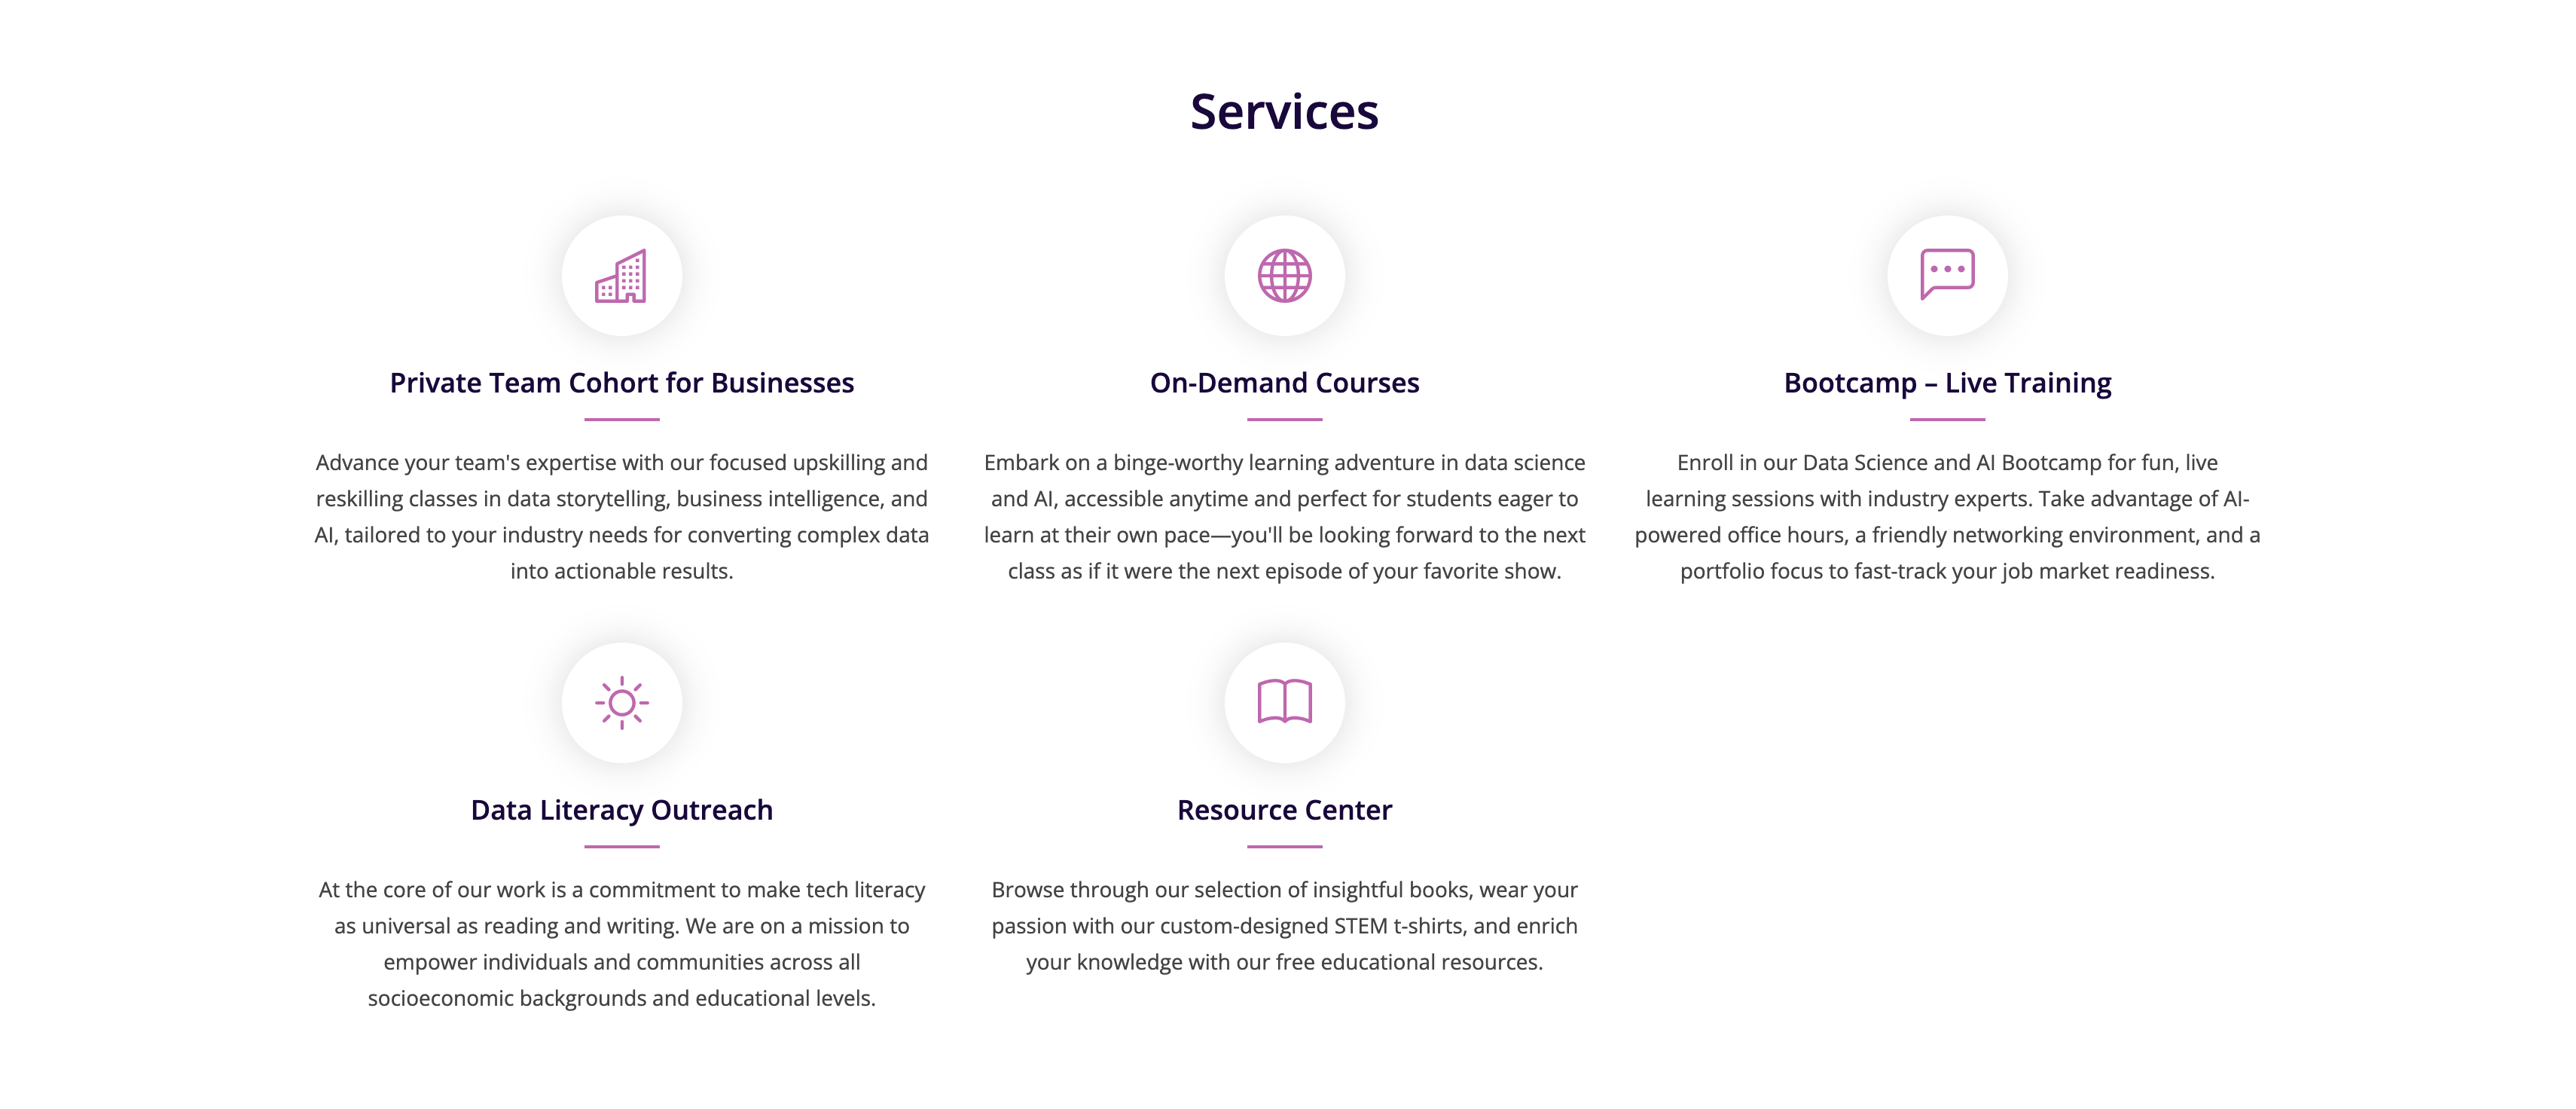 Services
Private Team Cohort for Businesses
Advance your team's expertise with our focused upskilling and
reskilling classes in data storytelling, business intelligence, and
AI, tailored to your industry needs for converting complex data
into actionable results.
On-Demand Courses
Embark on a binge-worthy learning adventure in data science
and AI, accessible anytime and perfect for students eager to
learn at their own pace—you'll be looking forward to the next
class as if it were the next episode of your favorite show.
Bootcamp – Live Training
Enroll in our Data Science and AI Bootcamp for fun, live
learning sessions with industry experts. Take advantage of AI-
powered office hours, a friendly networking environment, and a
portfolio focus to fast-track your job market readiness.
Data Literacy Outreach
At the core of our work is a commitment to make tech literacy
as universal as reading and writing. We are on a mission to
empower individuals and communities across all
socioeconomic backgrounds and educational levels.
Resource Center
Browse through our selection of insightful books, wear your
passion with our custom-designed STEM t-shirts, and enrich
your knowledge with our free educational resources.